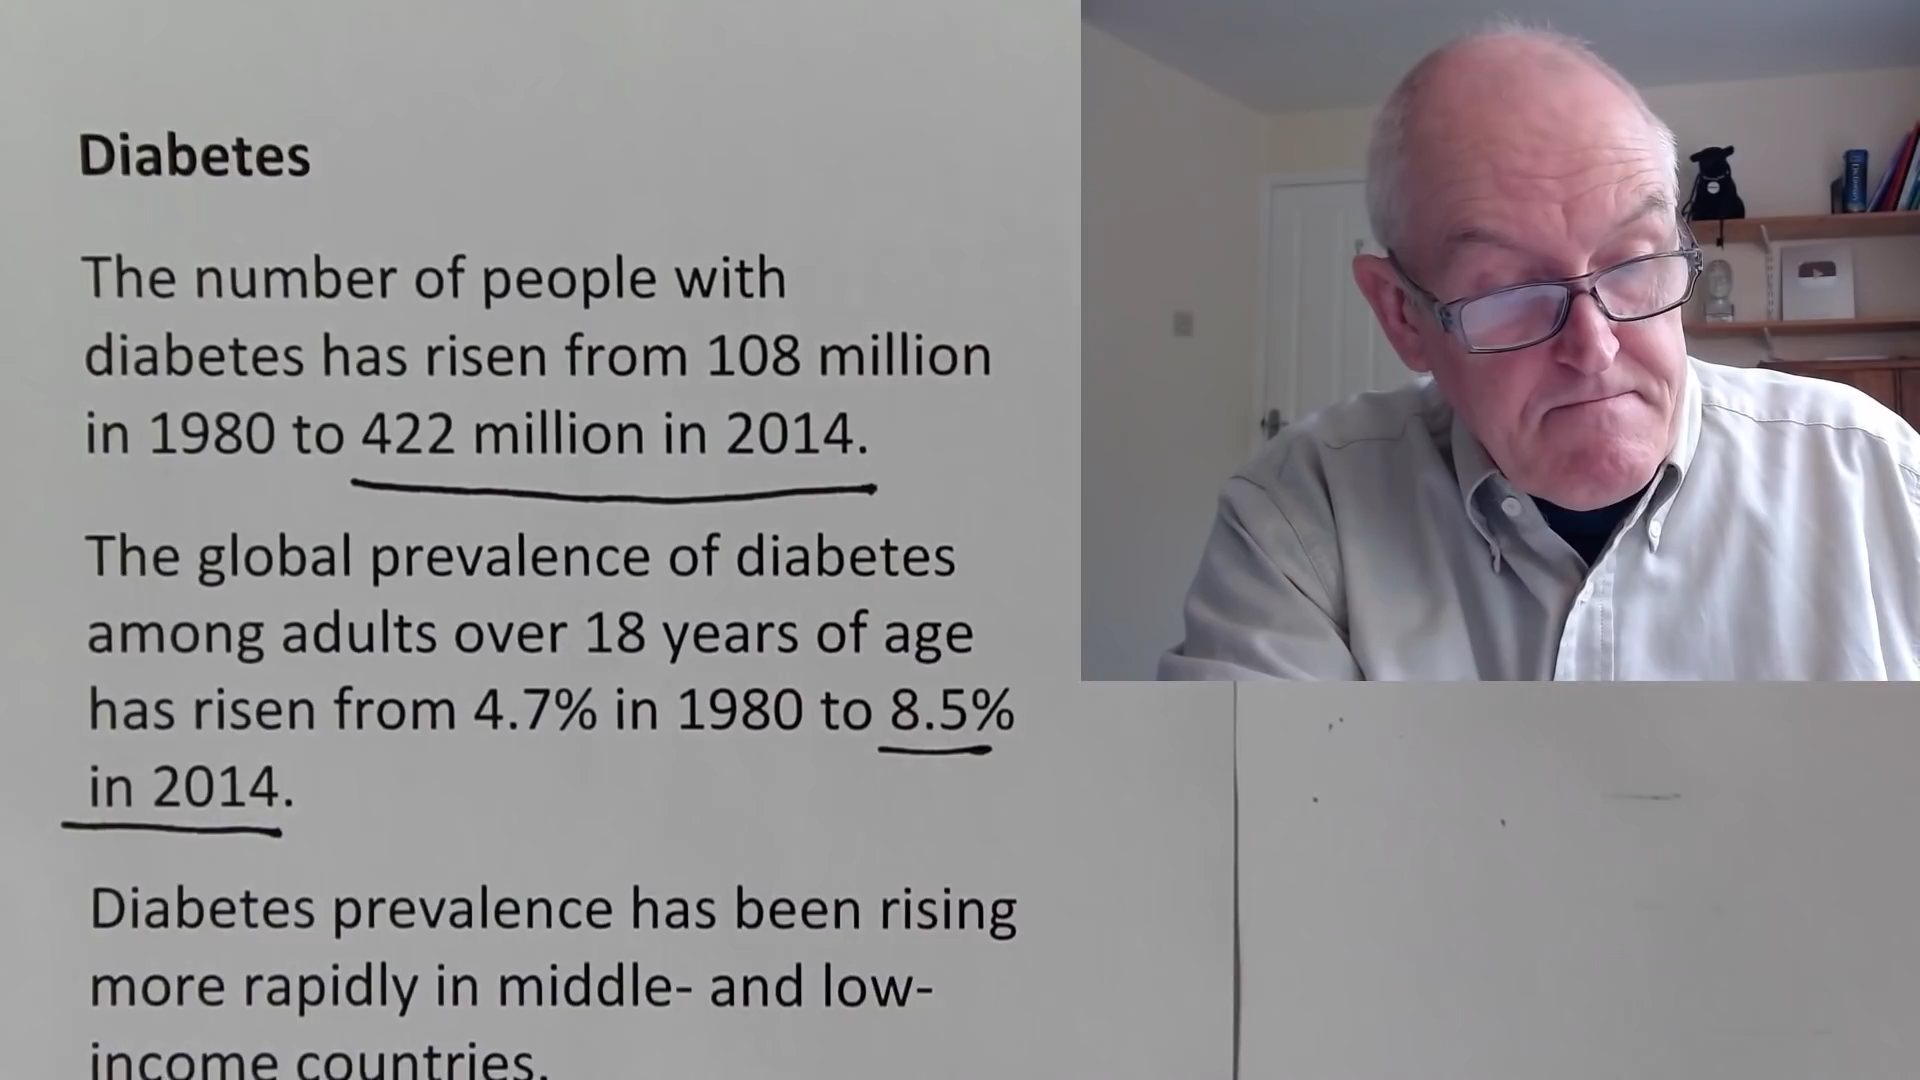 Diabetes
The number of people with
diabetes has risen from 108 million
in 1980 to 422 million in 2014.
The global prevalence of diabetes
among adults over 18 years of age
has risen from 4.7% in 1980 to 8.5%
in 2014.
Diabetes prevalence has been rising
more rapidly in middle- and low-
income countries.
Dictionary